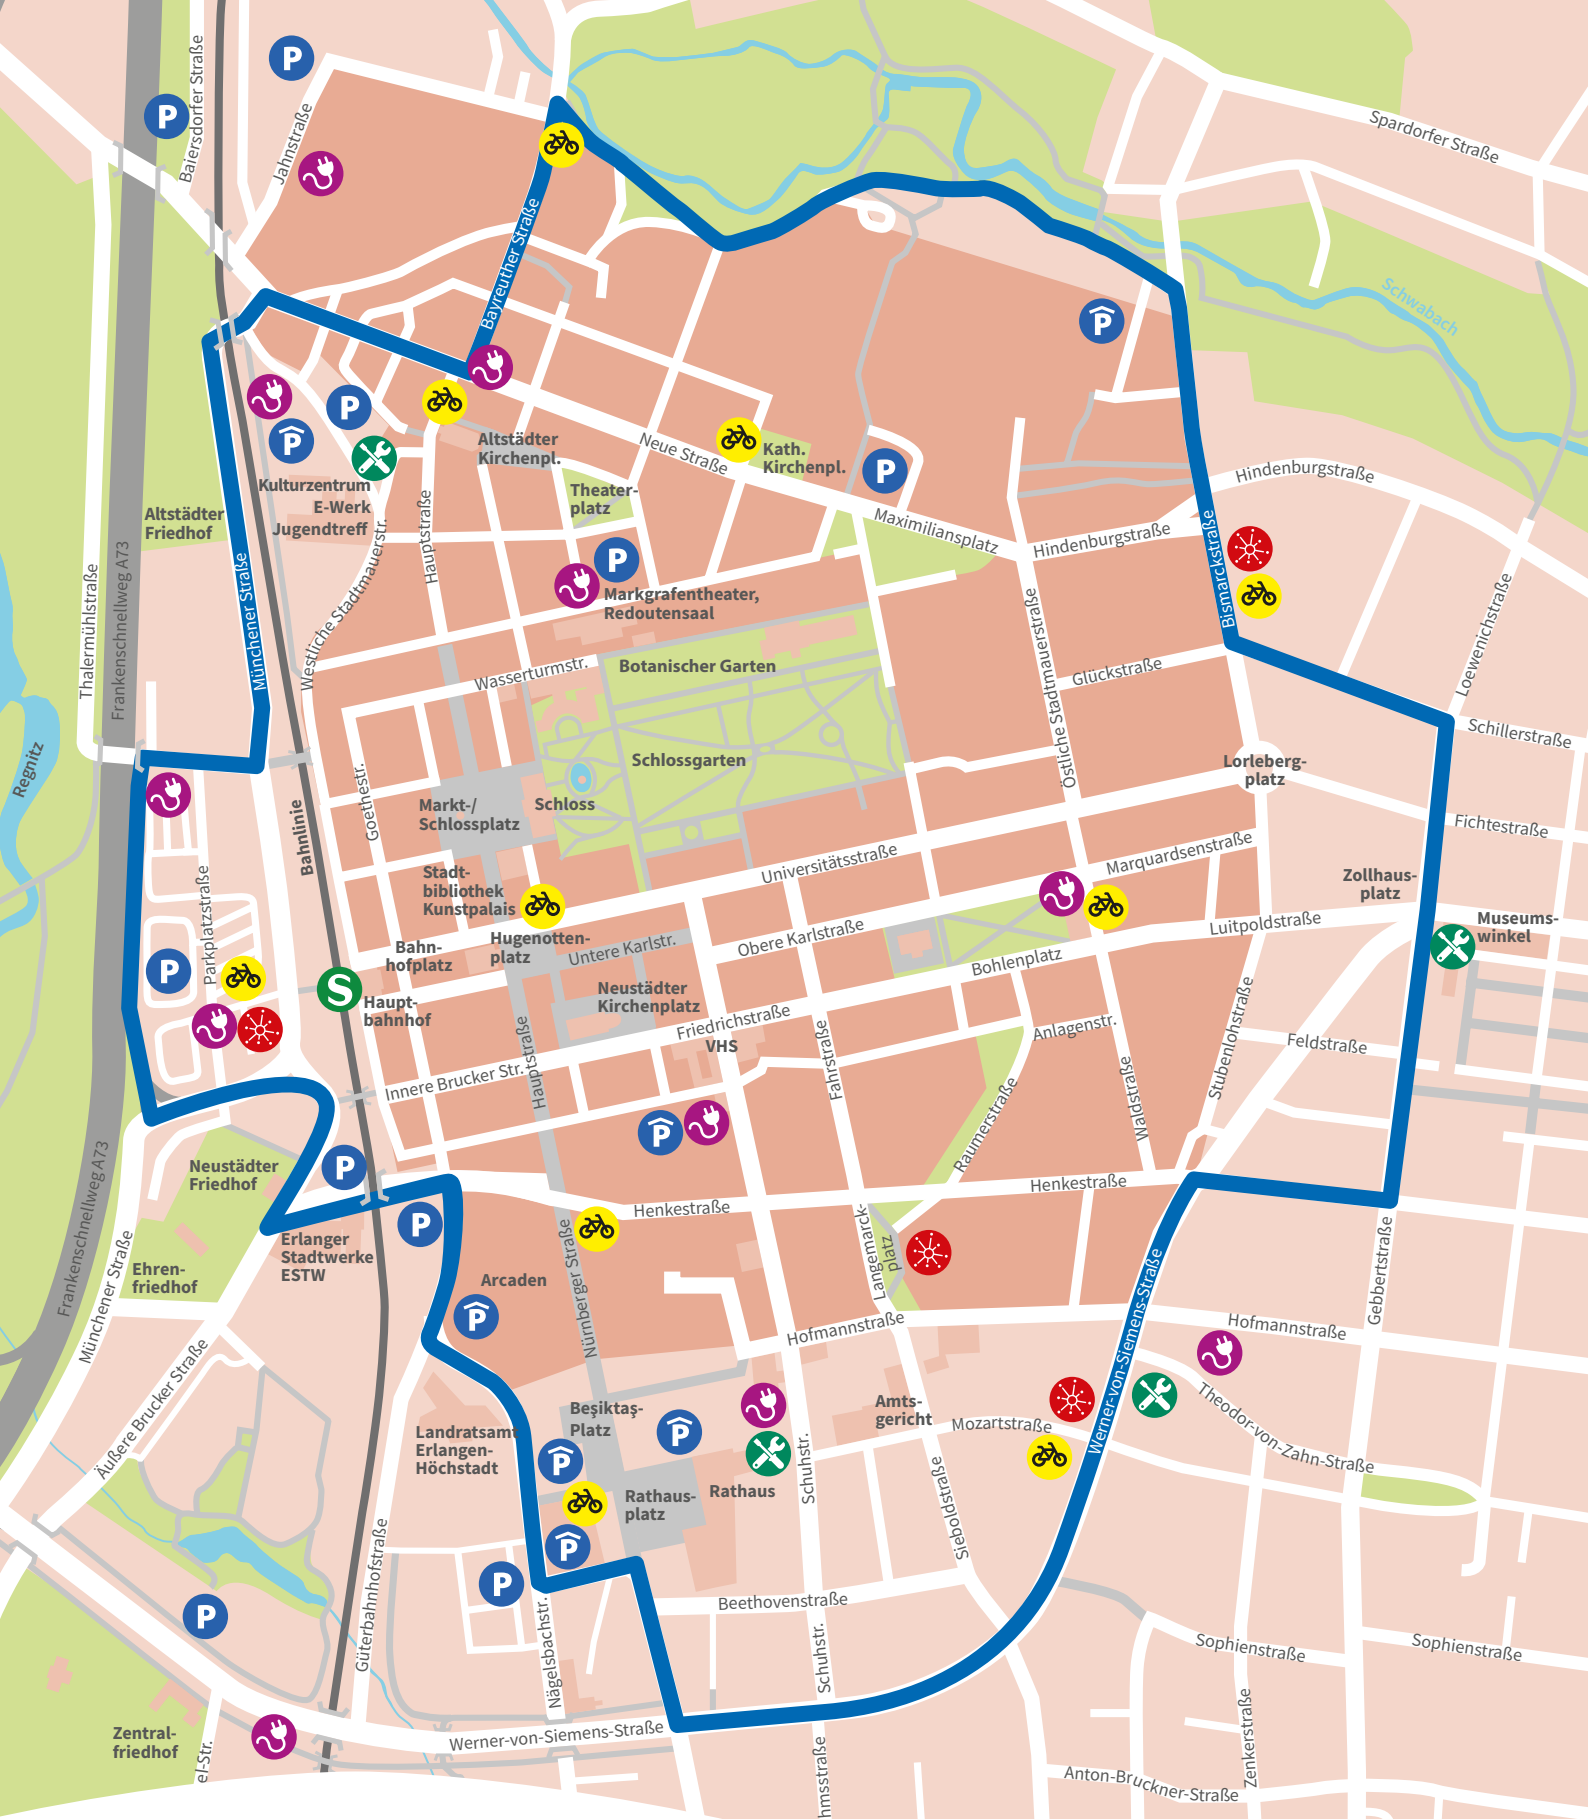 P
P
Baiersdorfer Straße
Jahnstraße
Spardorfer Straße
Bayreuther Straße
Schwabach
P
P
P
Altstädter
Kirchenpl.
Neue Straße
Kath.
Kirchenpl.
P
Hindenburgstraße
Kulturzentrum
E-Werk
Jugendtreff
Theater-
platz
Altstädter
Friedhof
Hauptstraße
Maximiliansplatz
Hindenburgstraße
Bismarckstraße
P
Markgrafentheater,
Redoutensaal
Thalermühlstraße
Frankenschnellweg A73
Münchener Straße
Westliche Stadtmauerstr.
Wasserturmstr.
Botanischer Garten
Östliche Stadtmauerstraße
Glückstraße
Loewenichstraße
Schillerstraße
Regnitz
Schlossgarten
Lorleberg-
platz
Goethestr.
Markt-/
Schlossplatz
Schloss
Bahnlinie
Fichtestraße
Universitätsstraße
Marquardsenstraße
Stadt-
bibliothek
Kunstpalais
Zollhaus-
platz
Parkplatzstraße
Luitpoldstraße
Museums-
winkel
Bahn-
hofplatz
Hugenotten-
platz
Untere Karlstr.
Obere Karlstraße
Bohlenplatz
P
S
Haupt-
bahnhof
Neustädter
Kirchenplatz
Friedrichstraße
VHS
Hauptstraße
Innere Brucker Str.
Fahrstraße
Anlagenstr.
Stubenlohstraße
Feldstraße
Waldstraße
Raumerstraße
P
Neustädter
Friedhof
P
P
Henkestraße
Henkestraße
Frankenschnellweg A73
Münchener Straße
Erlanger
Stadtwerke
ESTW
Ehren-
friedhof
Arcaden
P
Nürnberger Straße
Langemarck-
platz
Hofmannstraße
Werner-von-Siemens-Straße
Gebbertstraße
Hofmannstraße
Äußere Brucker Straße
Landratsamt
Erlangen-
Höchstadt
Beşiktaş-
Platz
P
P
Amts-
gericht
Mozartstraße
Theodor-von-Zahn-Straße
Schuhstr.
Rathaus
Rathaus-
platz
P
Sieboldstraße
Güterbahnhofstraße
P
P
Nägelsbachstr.
Beethovenstraße
Schuhstr.
Sophienstraße
Sophienstraße
Zentral-
friedhof
el-Str.
Werner-von-Siemens-Straße
hmsstraße
Zenkerstraße
Anton-Bruckner-Straße